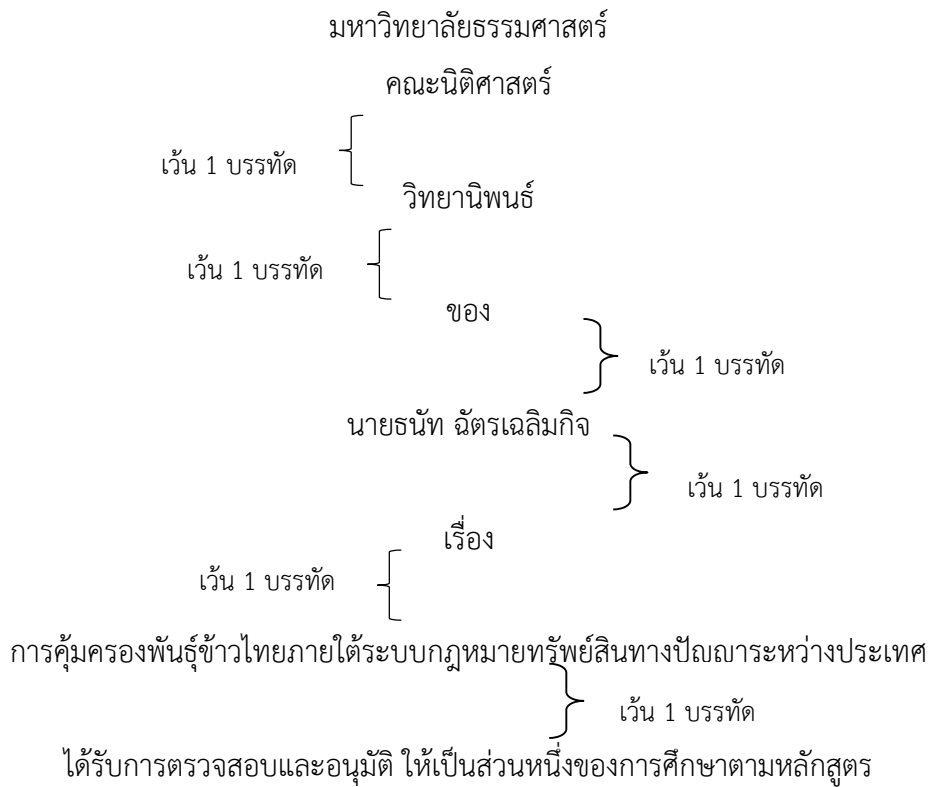 มหาวิทยาลัยธรรมศาสตร์
คณะนิติศาสตร์
เว้น 1 บรรทัด
วิทยานิพนธ์
เว้น 1 บรรทัด
ของ
เว้น 1 บรรทัด
นายธนัท ฉัตรเฉลิมกิจ
เว้น 1 บรรทัด
เรื่อง
เว้น 1 บรรทัด
การคุ้มครองพันธุ์ข้าวไทยภายใต้ระบบกฎหมายทรัพย์สินทางปัญญาระหว่างประเทศ
เว้น 1 บรรทัด
ได้รับการตรวจสอบและอนุมัติ ให้เป็นส่วนหนึ่งของการศึกษาตามหลักสูตร